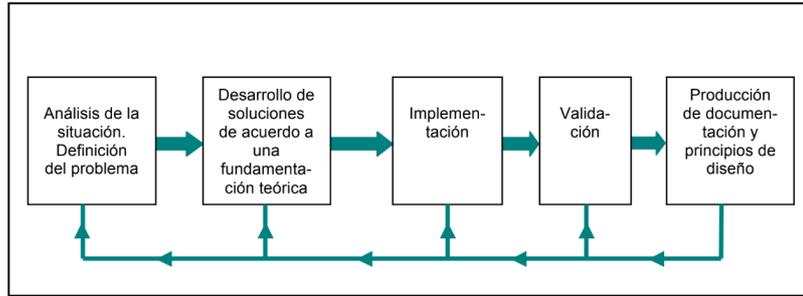 Análisis de la
situación.
Definición
del problema
Desarrollo de
soluciones
de acuerdo a
una
fundamenta-
ción teórica
Implemen-
tación
Valida-
ción
Producción
de documen-
tación y
principios de
diseño